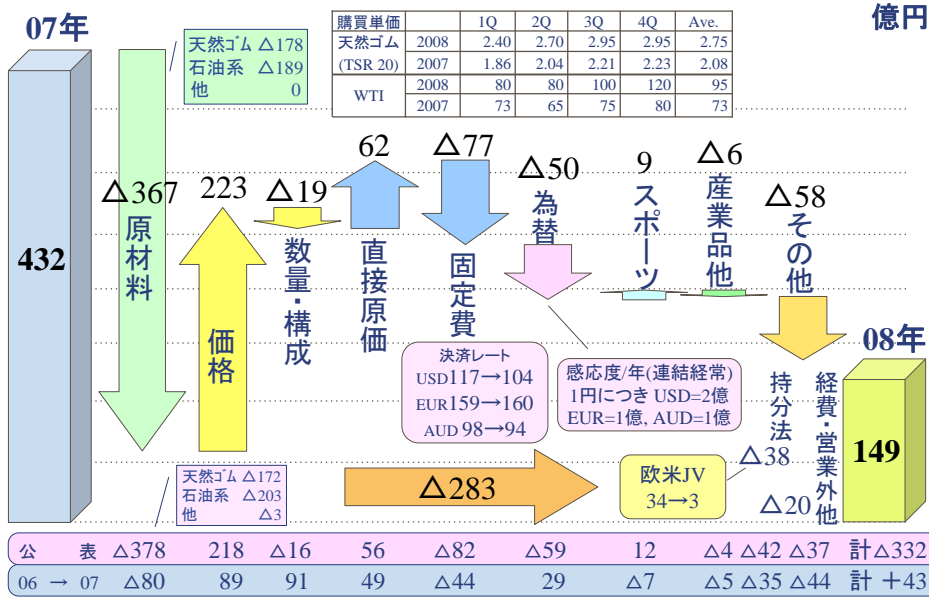 07年
億円
天然ゴム △178
石油系 △189
他 0
購買単価 1Q 2Q 3Q 4Q Ave.
天然ゴム 2008 2.40 2.70 2.95 2.95 2.75
(TSR 20) 2007 1.86 2.04 2.21 2.23 2.08
WTI 2008 80 80 100 120 95
2007 73 65 75 80 73
432
△367
原材料
223
価格
△19
数量・構成
62
直接原価
△77
固定費
△50
為替
9
スポーツ
△6
産業品他
△58
その他
決済レート
USD117→104
EUR159→160
AUD 98→94
感応度/年(連結経常)
1円につき USD=2億
EUR=1億, AUD=1億
持分法
△38
経費・営業外他
△20
08年
149
天然ゴム △172
石油系 △203
他 △3
△283
欧米JV
34→3
公 表 △378 218 △16 56 △82 △59 12 △4 △42 △37 計△332
06 → 07 △80 89 91 49 △44 29 △7 △5 △35 △44 計 +43